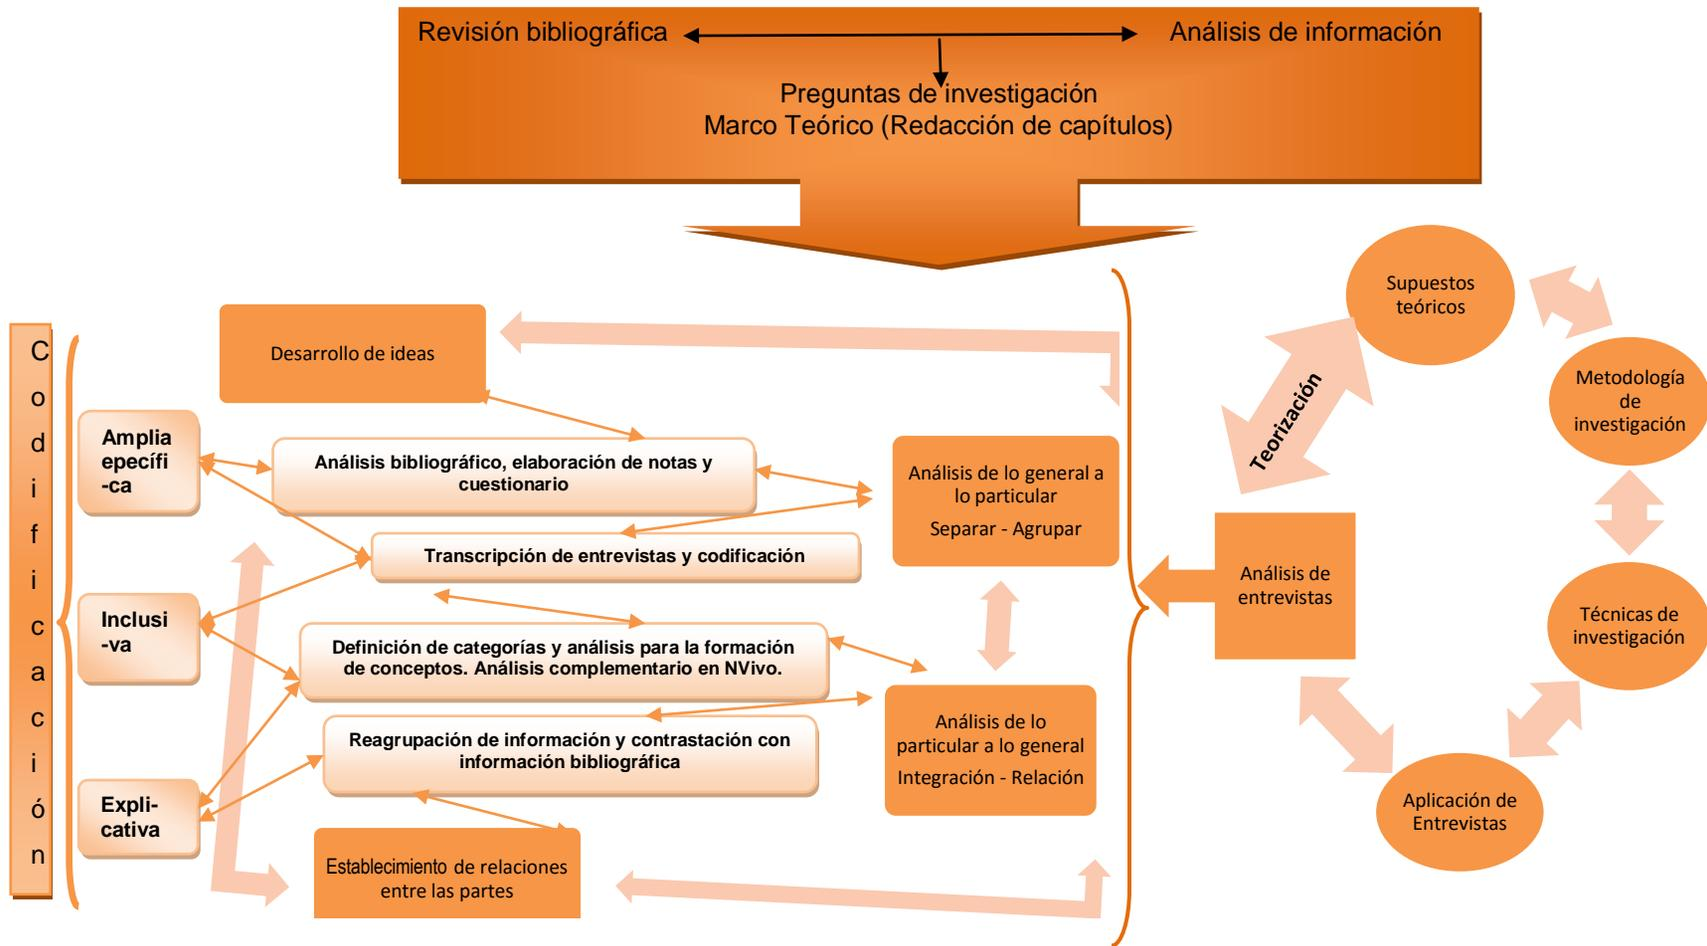 Revisión bibliográfica
Análisis de información
Preguntas de investigación
Marco Teórico (Redacción de capítulos)
Codificación
Amplia
epecífi
-ca
Inclusi
-va
Expli-
cativa
Desarrollo de ideas
Análisis bibliográfico, elaboración de notas y
cuestionario
Transcripción de entrevistas y codificación
Definición de categorías y análisis para la formación
de conceptos. Análisis complementario en NVivo.
Reagrupación de información y contrastación con
información bibliográfica
Establecimiento de relaciones
entre las partes
Análisis de lo general a
lo particular
Separar - Agrupar
Análisis de lo
particular a lo general
Integración - Relación
Teorización
Análisis de
entrevistas
Supuestos
teóricos
Metodología
de
investigación
Técnicas de
investigación
Aplicación de
Entrevistas